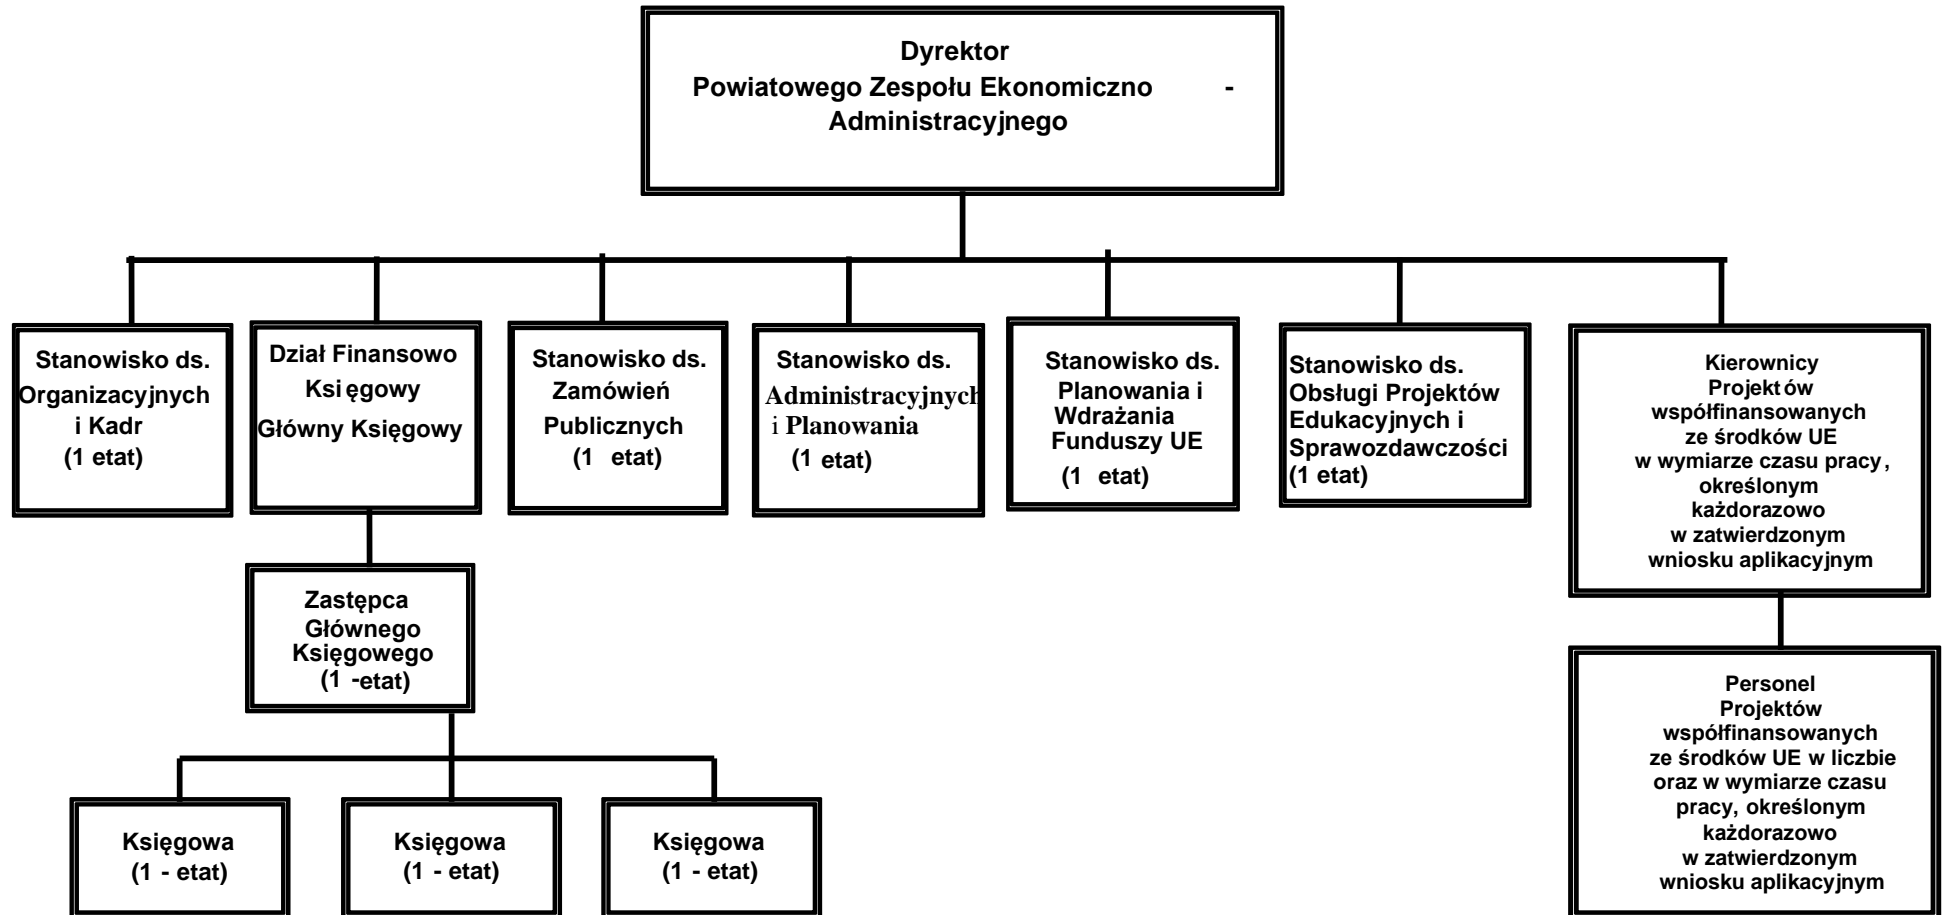 Dyrektor
Powiatowego Zespołu Ekonomiczno -
Administracyjnego
Stanowisko ds.
Organizacyjnych
i Kadr
(1 etat)
Dział Finansowo
Księgowy
Główny Księgowy
Stanowisko ds.
Zamówień
Publicznych
(1 etat)
Stanowisko ds.
Administracyjnych
i Planowania
(1 etat)
Stanowisko ds.
Planowania i
Wdrażania
Funduszy UE
(1 etat)
Stanowisko ds.
Obsługi Projektów
Edukacyjnych i
Sprawozdawczości
(1 etat)
Kierownicy
Projektów
współfinansowanych
ze środków UE
w wymiarze czasu pracy,
określonym
każdorazowo
w zatwierdzonym
wniosku aplikacyjnym
Zastępca
Głównego
Księgowego
(1 -etat)
Personel
Projektów
współfinansowanych
ze środków UE w liczbie
oraz w wymiarze czasu
pracy, określonym
każdorazowo
w zatwierdzonym
wniosku aplikacyjnym
Księgowa
(1 - etat)
Księgowa
(1 - etat)
Księgowa
(1 - etat)